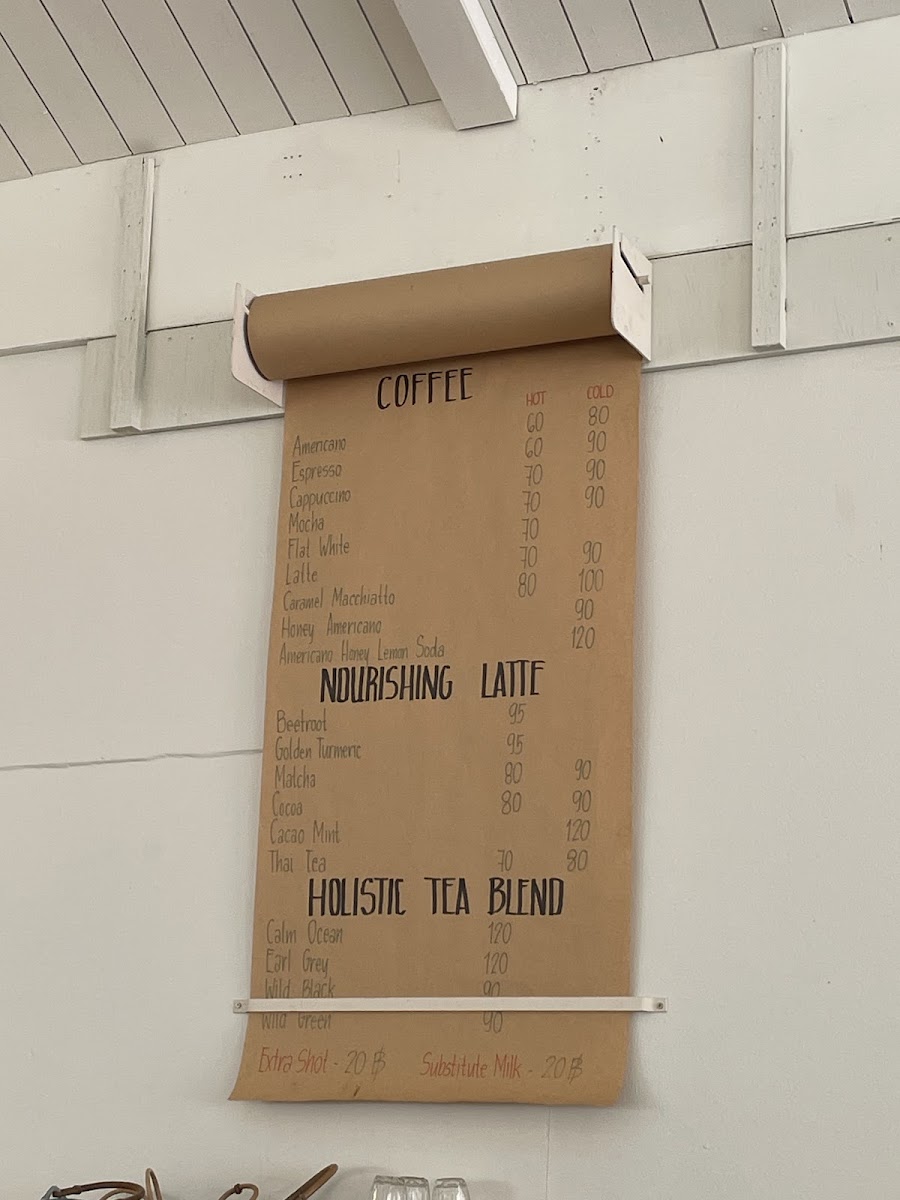 COFFEE
HOT COLD
Americano 60 80
Espresso 60 90
Cappuccino 70 90
Mocha 70 90
Flat White 70
Latte 70 90
Caramel Macchiatto 80 100
Honey Americano 90
Americano Honey Lemon Soda 120
NOURISHING LATTE
Beetroot 95
Golden Turmeric 95
Matcha 80 90
Cocoa 80 90
Cacao Mint 120
Thai Tea 70 80
HOLISTIC TEA BLEND
Calm Ocean 120
Earl Grey 120
Wild Black 90
Wild Green 90
Extra Shot - 20 ฿ Substitute Milk - 20 ฿